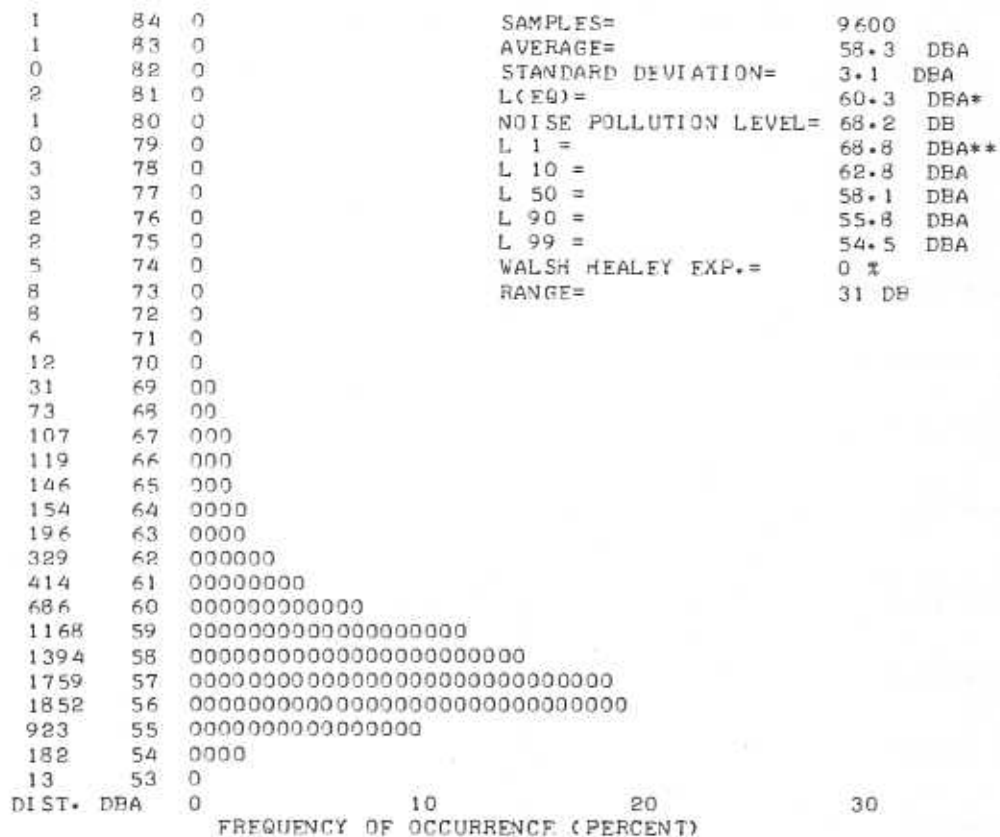 1 84 0 SAMPLES= 9600
1 83 0 AVERAGE= 58.3 DBA
0 82 0 STANDARD DEVIATION= 3.1 DBA
2 81 0 L(EQ)= 60.3 DBA*
1 80 0 NOISE POLLUTION LEVEL= 68.2 DB
0 79 0 L 1 = 68.8 DBA**
3 78 0 L 10 = 62.8 DBA
3 77 0 L 50 = 58.1 DBA
2 76 0 L 90 = 55.8 DBA
2 75 0 L 99 = 54.5 DBA
5 74 0 WALSH HEALEY EXP.= 0 %
8 73 0 RANGE= 31 DB
8 72 0
6 71 0
12 70 0
31 69 00
73 68 00
107 67 000
119 66 000
146 65 000
154 64 0000
196 63 0000
329 62 000000
414 61 00000000
686 60 000000000000
1168 59 0000000000000000000
1394 58 00000000000000000000000
1759 57 00000000000000000000000000000
1852 56 000000000000000000000000000000
923 55 0000000000000000
182 54 0000
13 53 0
DIST. DBA 0 10 20 30
FREQUENCY OF OCCURRENCE (PERCENT)